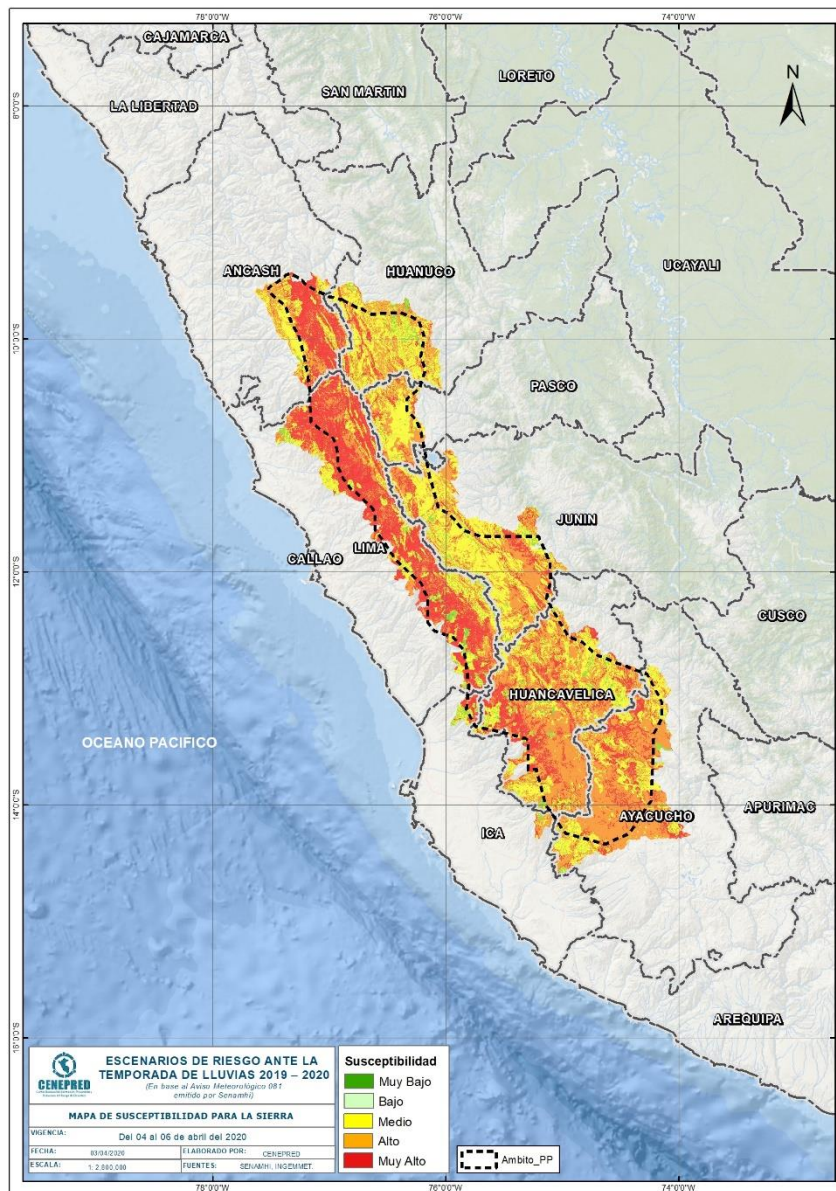 78°0'0"W
76°0'0"W
74°0'0"W
CAJAMARCA
LORETO
SAN MARTIN
N
LA LIBERTAD
8°0'0"S
ANCASH
HUANUCO
UCAYALI
10°0'0"S
PASCO
JUNIN
CALLAO
LIMA
12°0'0"S
CUSCO
HUANCAVELICA
OCEANO PACIFICO
14°0'0"S
AYACUCHO
APURIMAC
ICA
AREQUIPA
16°0'0"S
CENEPRED
ESCENARIOS DE RIESGO ANTE LA
TEMPORADA DE LLUVIAS 2019 – 2020
(En base al Aviso Meteorológico 081
emitido por Senamhi)
MAPA DE SUSCEPTIBILIDAD PARA LA SIERRA
VIGENCIA:
Del 04 al 06 de abril del 2020
FECHA:
03/04/2020
ELABORADO POR:
CENEPRED
ESCALA:
1: 2,800,000
FUENTES:
SENAMHI, INGEMMET.
Susceptibilidad
Muy Bajo
Bajo
Medio
Alto
Muy Alto
Ambito_PP
78°0'0"W
76°0'0"W
74°0'0"W